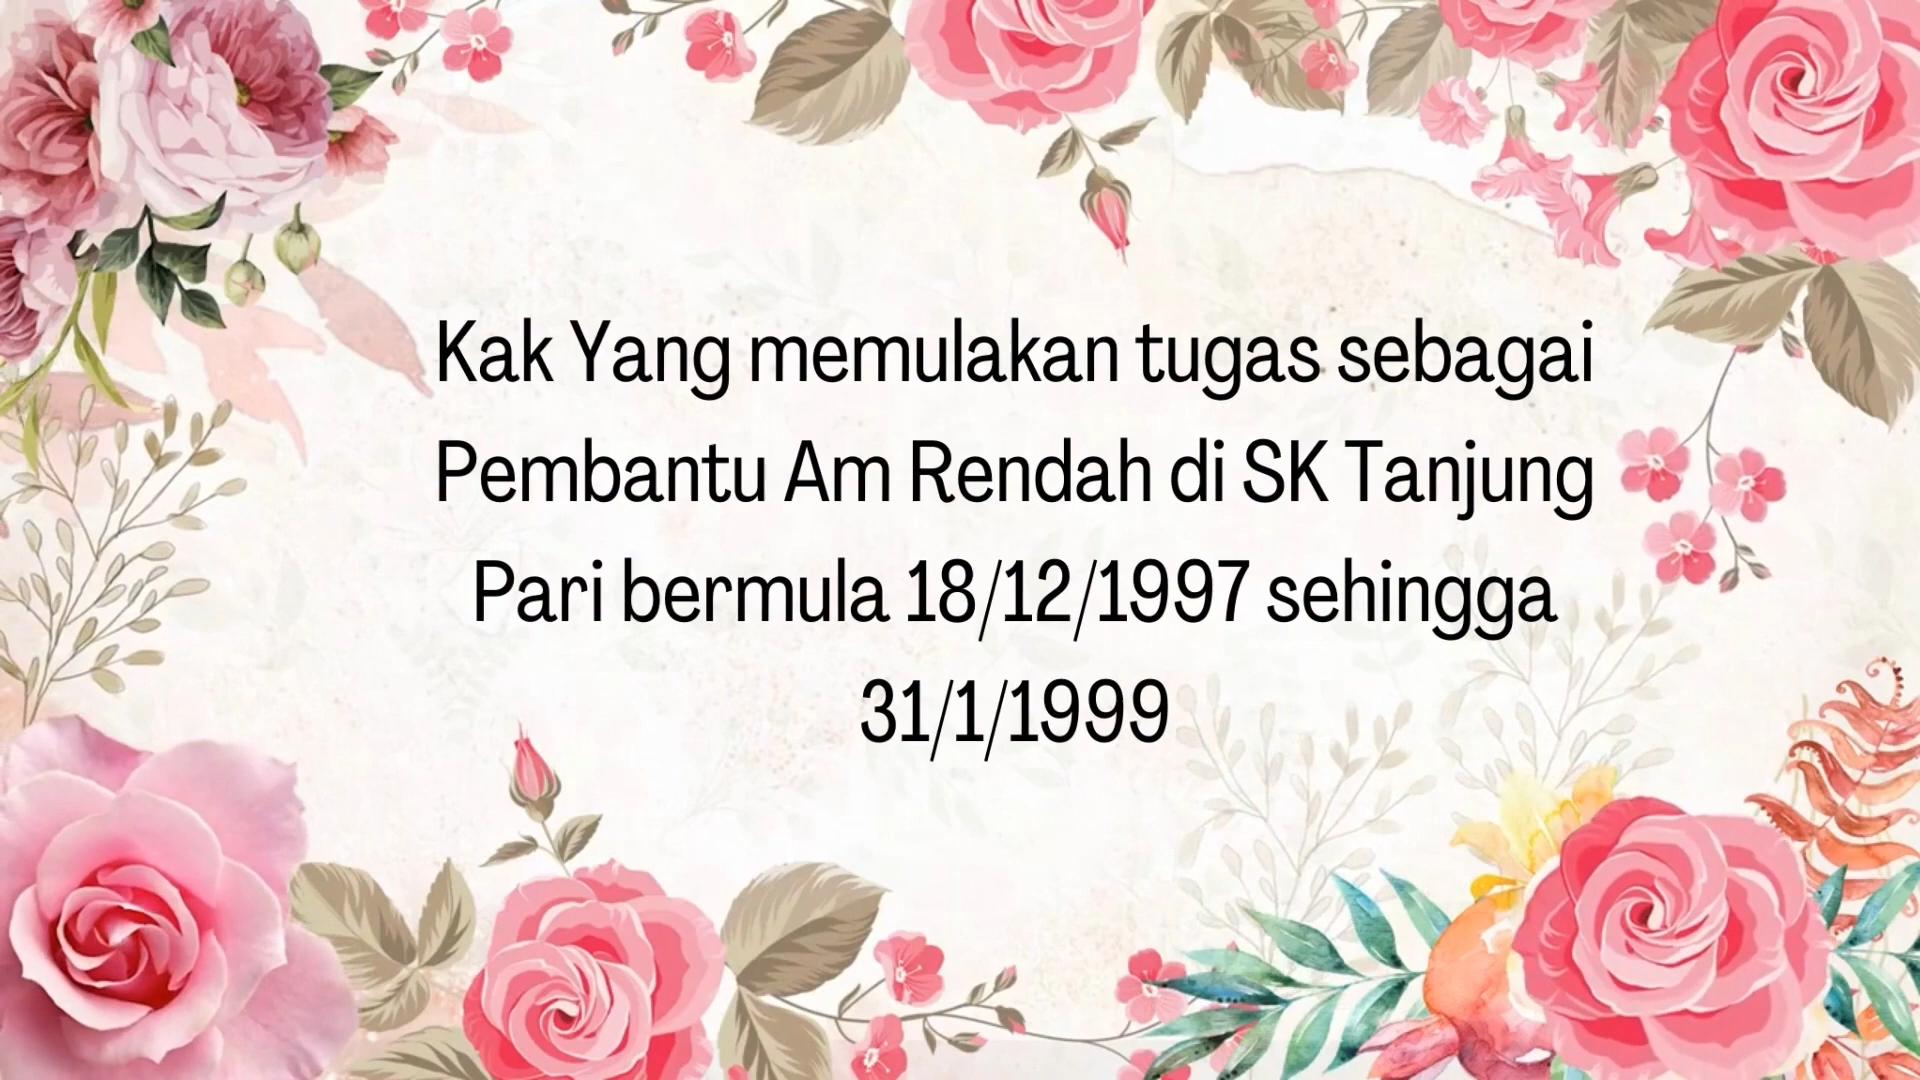 Kak Yang memulakan tugas sebagai
Pembantu Am Rendah di SK Tanjung
Pari bermula 18/12/1997 sehingga
31/1/1999